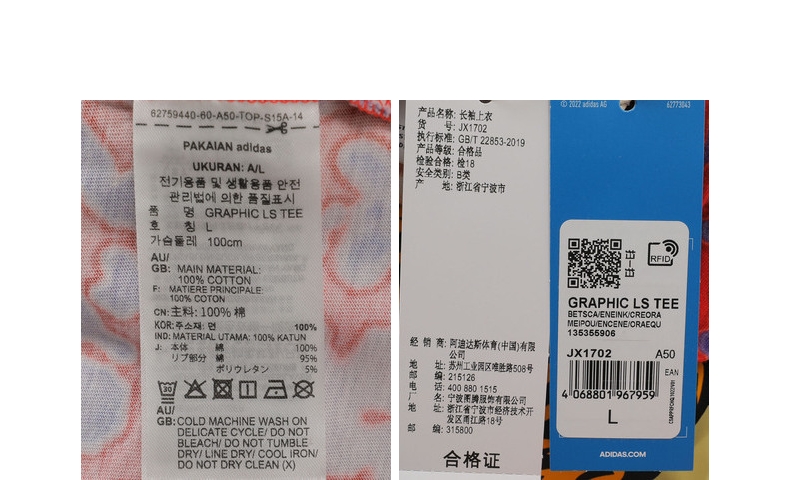 62759440-60-A50-TOP-S15A-14
PAKAIAN adidas
UKURAN: A/L
전기용품 및 생활용품 안전
관리법에 의한 품질표시
품 명 GRAPHIC LS TEE
호 칭 L
가슴둘레 100cm
AU/
GB: MAIN MATERIAL:
100% COTTON
F: MATIERE PRINCIPALE:
100% COTON
CN: 主料: 100% 棉
KOR: 주소재: 면 100%
IND: MATERIAL UTAMA: 100% KATUN
J: 本体 綿 100%
リブ部分 綿 95%
ポリウレタン 5%
AU/
GB: COLD MACHINE WASH ON
DELICATE CYCLE/ DO NOT
BLEACH/ DO NOT TUMBLE
DRY/ LINE DRY/ COOL IRON/
DO NOT DRY CLEAN (X)
产品名称: 长袖上衣
货 号: JX1702
执行标准: GB/T 22853-2019
产品等级: 合格品
检验合格: 检18
安全类别: B类
产 地: 浙江省宁波市
经 销 商: 阿迪达斯体育(中国)有限
公司
地 址: 苏州工业园区唯胜路508号
邮 编: 215126
电 话: 400 880 1515
厂 名: 宁波图腾服饰有限公司
地 址: 浙江省宁波市经济技术开
发区甬江路18号
邮 编: 315800
合格证
© 2022 adidas AG 62773043
RFID
GRAPHIC LS TEE
BETSCA/ENEINK/CREORA
MEIPOU/ENCENE/ORAEQU
135355906
JX1702 A50
EAN
4 068801 967959
L
ADIDAS.COM